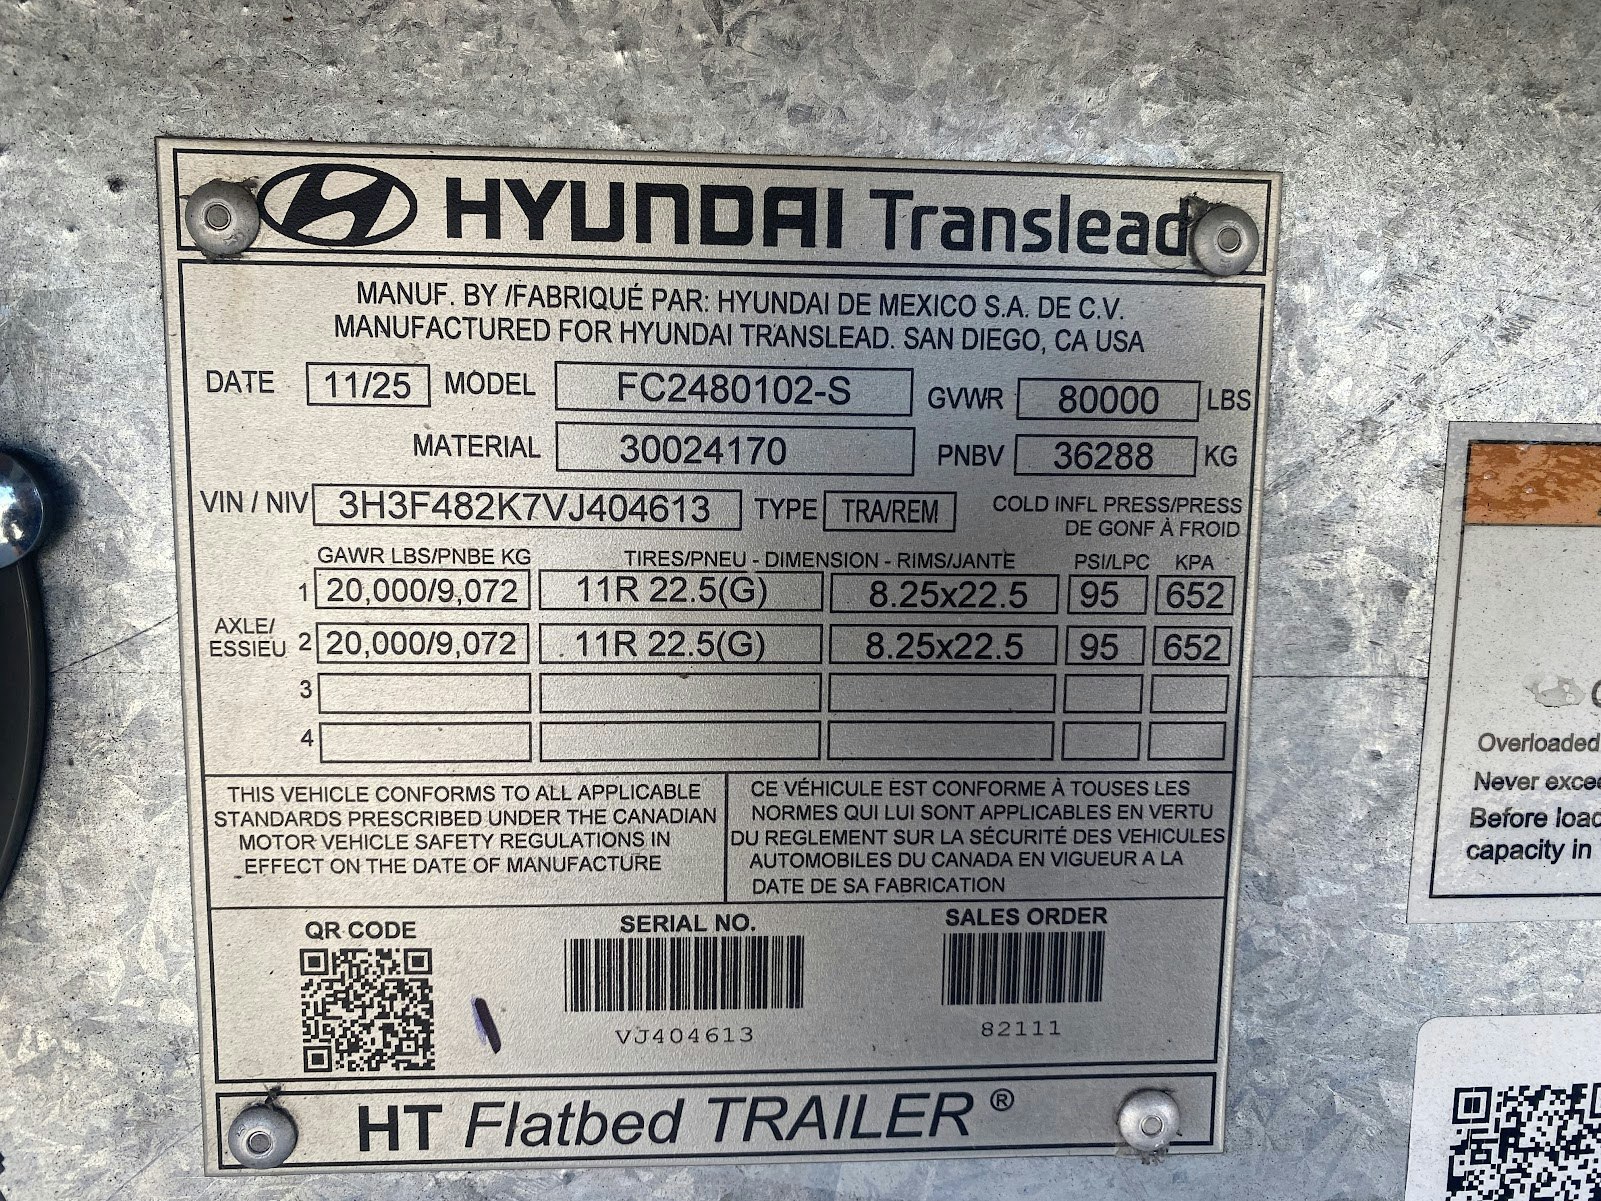 HYUNDAI Translead
MANUF. BY /FABRIQUÉ PAR: HYUNDAI DE MEXICO S.A. DE C.V.
MANUFACTURED FOR HYUNDAI TRANSLEAD. SAN DIEGO, CA USA
DATE 11/25 MODEL FC2480102-S GVWR 80000 LBS
MATERIAL 30024170 PNBV 36288 KG
VIN / NIV 3H3F482K7VJ404613 TYPE TRA/REM COLD INFL PRESS/PRESS
DE GONF À FROID
GAWR LBS/PNBE KG TIRES/PNEU - DIMENSION - RIMS/JANTE PSI/LPC KPA
1 20,000/9,072 11R 22.5(G) 8.25x22.5 95 652
AXLE/
ESSIEU 2 20,000/9,072 11R 22.5(G) 8.25x22.5 95 652
3
4
THIS VEHICLE CONFORMS TO ALL APPLICABLE
STANDARDS PRESCRIBED UNDER THE CANADIAN
MOTOR VEHICLE SAFETY REGULATIONS IN
EFFECT ON THE DATE OF MANUFACTURE
CE VÉHICULE EST CONFORME À TOUSES LES
NORMES QUI LUI SONT APPLICABLES EN VERTU
DU REGLEMENT SUR LA SÉCURITÉ DES VEHICULES
AUTOMOBILES DU CANADA EN VIGUEUR A LA
DATE DE SA FABRICATION
QR CODE
SERIAL NO.
VJ404613
SALES ORDER
82111
HT Flatbed TRAILER ®
Overloaded
Never
Before
capacity in